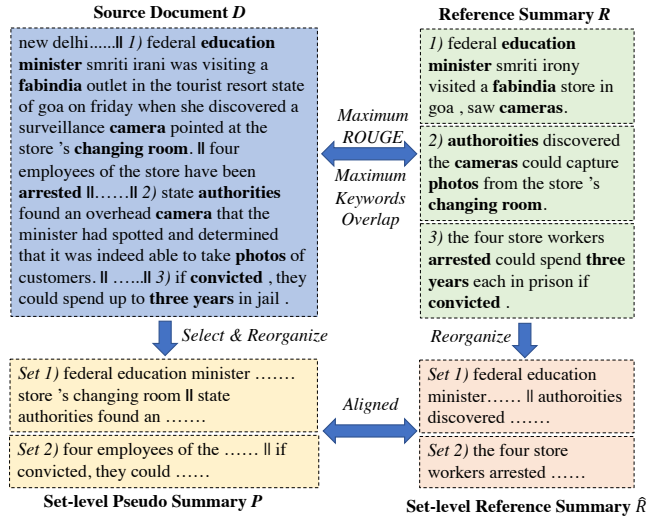 Source Document D
new delhi......‖ 1) federal education
minister smriti irani was visiting a
fabindia outlet in the tourist resort state
of goa on friday when she discovered a
surveillance camera pointed at the
store 's changing room. ‖ four
employees of the store have been
arrested ‖......‖ 2) state authorities
found an overhead camera that the
minister had spotted and determined
that it was indeed able to take photos of
customers. ‖ …...‖ 3) if convicted , they
could spend up to three years in jail .
Maximum
ROUGE
Maximum
Keywords
Overlap
Reference Summary R
1) federal education
minister smriti irony
visited a fabindia store in
goa , saw cameras.
2) authoroities discovered
the cameras could capture
photos from the store 's
changing room.
3) the four store workers
arrested could spend three
years each in prison if
convicted .
Select & Reorganize
Reorganize
Set 1) federal education minister …….
store 's changing room ‖ state
authorities found an …….
Set 2) four employees of the …… ‖ if
convicted, they could ……
Set-level Pseudo Summary P
Aligned
Set 1) federal education
minister…… ‖ authoroities
discovered …….
Set 2) the four store
workers arrested ……
Set-level Reference Summary R̂